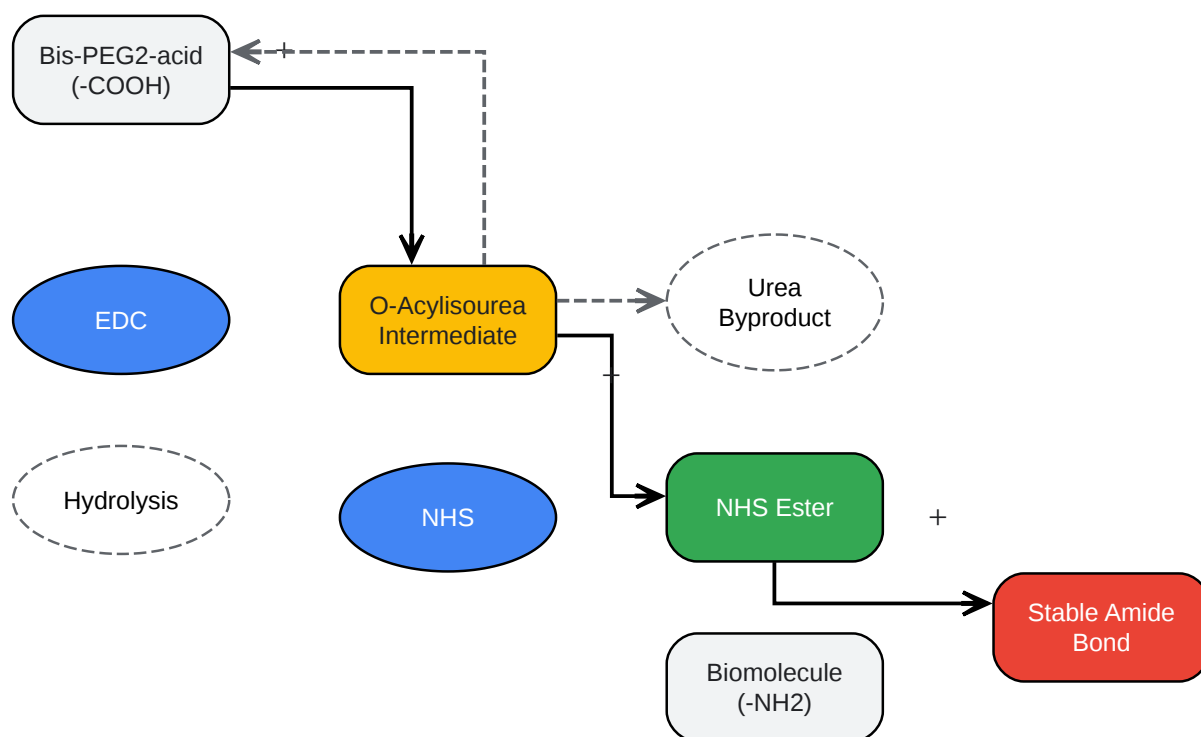 Bis-PEG2-acid
(-COOH)
+
EDC
O-Acylisourea
Intermediate
Urea
Byproduct
+
Hydrolysis
NHS
NHS Ester
+
Stable Amide
Bond
Biomolecule
(-NH2)